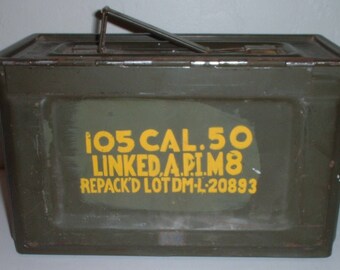 105 CAL. 50
LINKED.A.P.I.M8
REPACK'D LOT DM-L-20893